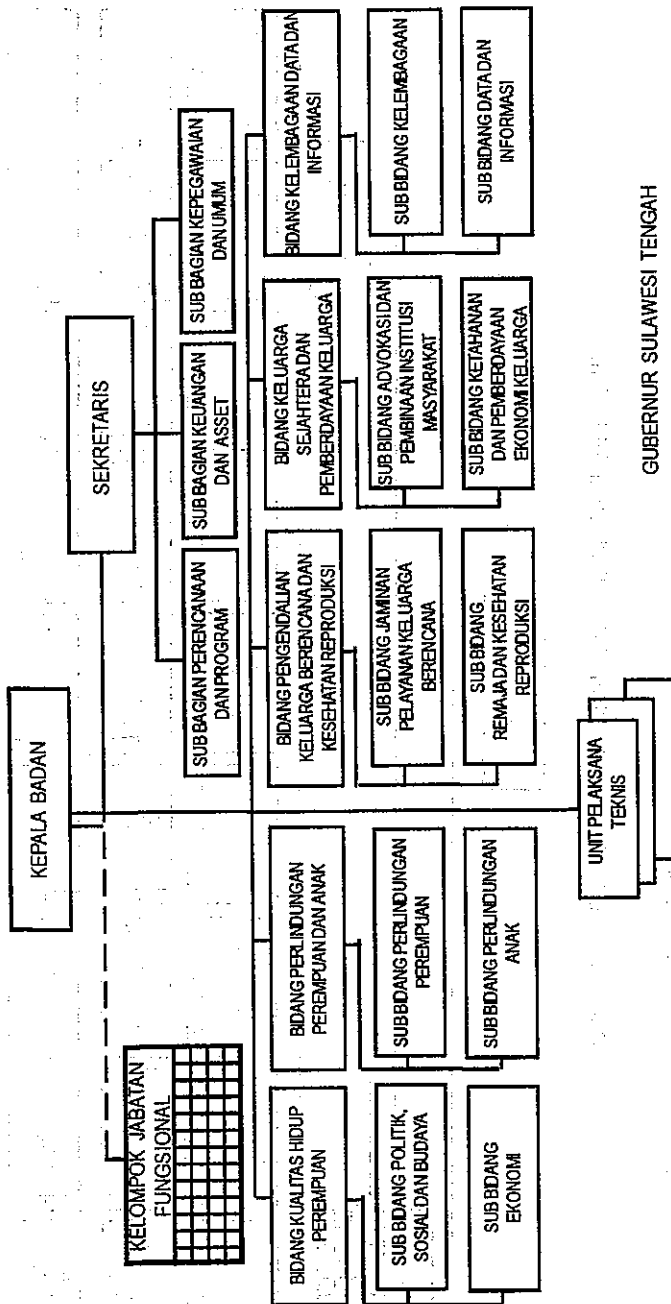 KEPALA BADAN
KELOMPOK JABATAN
FUNGSIONAL
SEKRETARIS
SUB BAGIAN PERENCANAAN
DAN PROGRAM
SUB BAGIAN KEUANGAN
DAN ASSET
SUB BAGIAN KEPEGAWAIAN
DAN UMUM
BIDANG KUALITAS HIDUP
PEREMPUAN
BIDANG PERLINDUNGAN
PEREMPUAN DAN ANAK
BIDANG PENGENDALIAN
KELUARGA BERENCANA DAN
KESEHATAN REPRODUKSI
BIDANG KELUARGA
SEJAHTERA DAN
PEMBERDAYAAN KELUARGA
BIDANG KELEMBAGAAN DATA DAN
INFORMASI
SUB BIDANG POLITIK,
SOSIAL DAN BUDAYA
SUB BIDANG PERLINDUNGAN
PEREMPUAN
SUB BIDANG JAMINAN
PELAYANAN KELUARGA
BERENCANA
SUB BIDANG ADVOKASI DAN
PEMBINAAN INSTITUSI
MASYARAKAT
SUB BIDANG KELEMBAGAAN
SUB BIDANG
EKONOMI
SUB BIDANG PERLINDUNGAN
ANAK
SUB BIDANG
REMAJA DAN KESEHATAN
REPRODUKSI
SUB BIDANG KETAHANAN
DAN PEMBERDAYAAN
EKONOMI KELUARGA
SUB BIDANG DATA DAN
INFORMASI
UNIT PELAKSANA
TEKNIS
GUBERNUR SULAWESI TENGAH